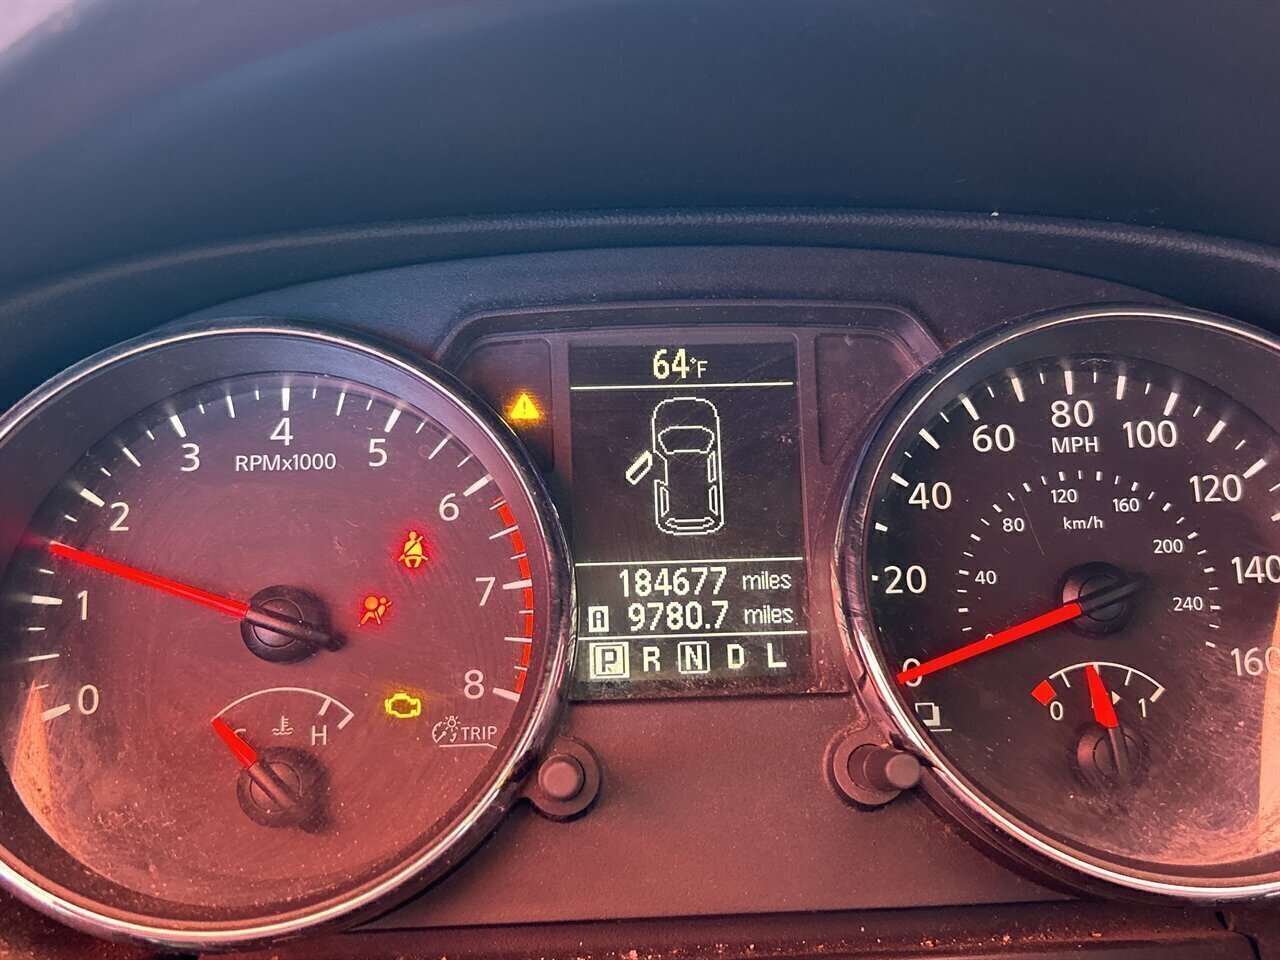 64°F
184677 miles
A 9780.7 miles
P R N D L
0 1 2 3 4 5 6 7 8
RPMx1000
C H
TRIP
0 20 40 60 80 100 120 140 160
MPH
0 40 80 120 160 200 240
km/h
0 1